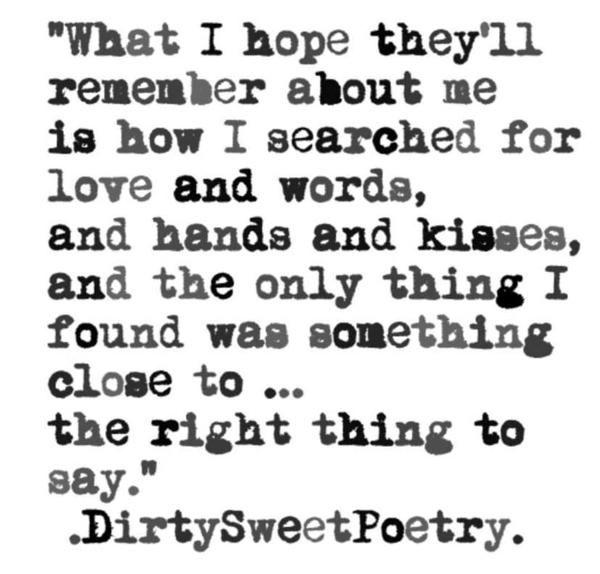 "What I hope they'll
remember about me
is how I searched for
love and words,
and hands and kisses,
and the only thing I
found was something
close to ...
the right thing to
say."
.DirtySweetPoetry.